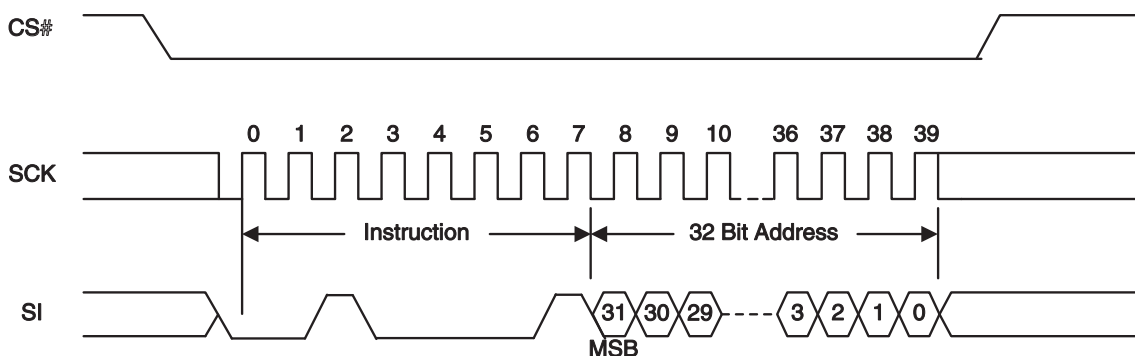 CS#
0 1 2 3 4 5 6 7 8 9 10 36 37 38 39
SCK
Instruction 32 Bit Address
SI 31 30 29 3 2 1 0
MSB